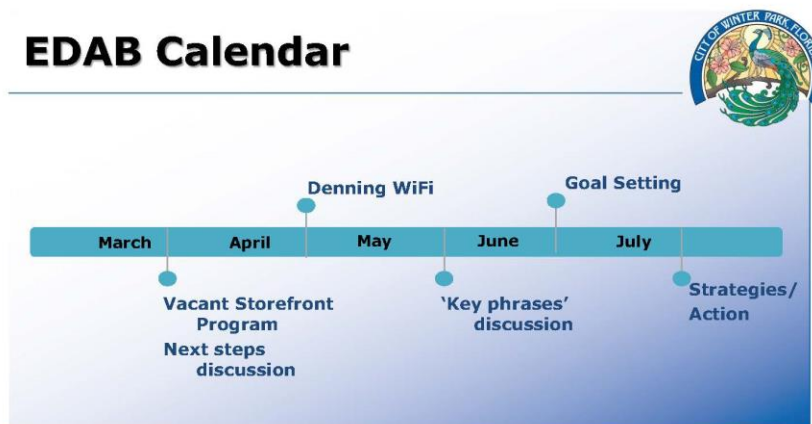 EDAB Calendar
CITY OF WINTER PARK, FLORIDA
Denning WiFi
Goal Setting
March
April
May
June
July
Vacant Storefront
Program
Next steps
discussion
‘Key phrases’
discussion
Strategies/
Action